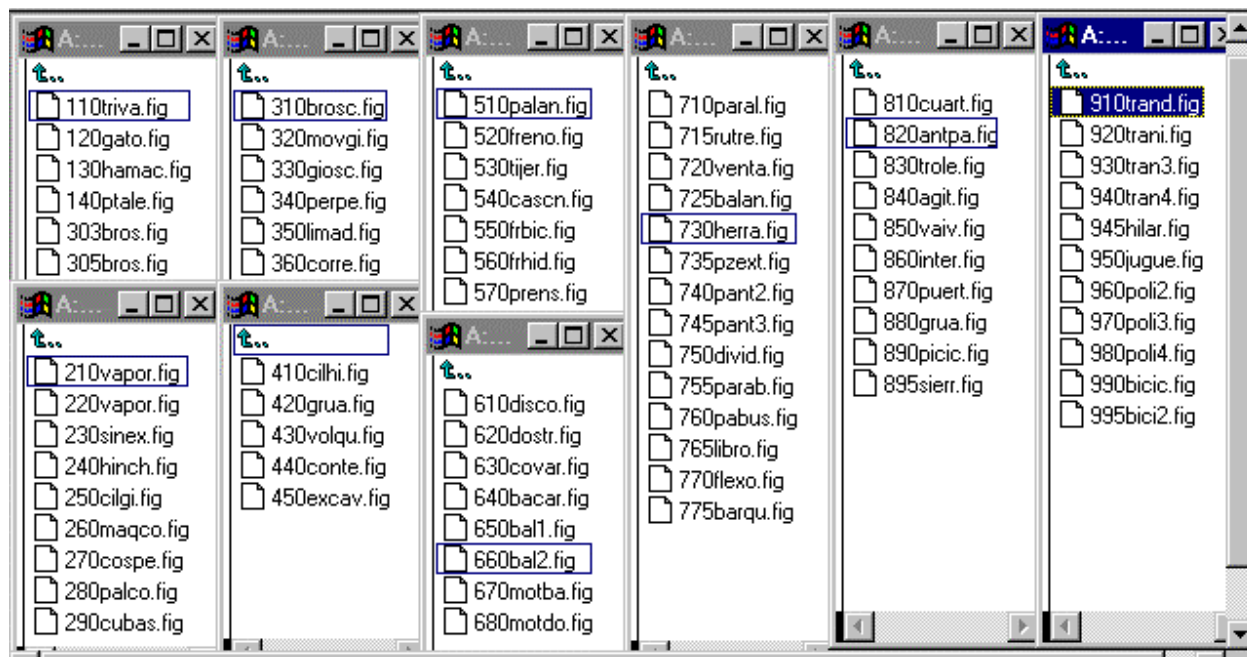 A:...
..
110triva.fig
120gato.fig
130hamac.fig
140ptale.fig
303bros.fig
305bros.fig
A:...
..
210vapor.fig
220vapor.fig
230sinex.fig
240hinch.fig
250cilgi.fig
260maqco.fig
270cospe.fig
280palco.fig
290cubas.fig
A:...
..
310brosc.fig
320movgi.fig
330giosc.fig
340perpe.fig
350limad.fig
360corre.fig
A:...
..
410cilhi.fig
420grua.fig
430volqu.fig
440conte.fig
450excav.fig
A:...
..
510palan.fig
520freno.fig
530tijer.fig
540cascn.fig
550frbic.fig
560frhid.fig
570prens.fig
A:...
..
610disco.fig
620dostr.fig
630covar.fig
640bacar.fig
650bal1.fig
660bal2.fig
670motba.fig
680motdo.fig
A:...
..
710paral.fig
715rutre.fig
720venta.fig
725balan.fig
730herra.fig
735pzext.fig
740pant2.fig
745pant3.fig
750divid.fig
755parab.fig
760pabus.fig
765libro.fig
770flexo.fig
775barqu.fig
A:...
..
810cuart.fig
820antpa.fig
830trole.fig
840agit.fig
850vaiv.fig
860inter.fig
870puert.fig
880grua.fig
890picic.fig
895sierr.fig
A:...
..
910trand.fig
920trani.fig
930tran3.fig
940tran4.fig
945hilar.fig
950jugue.fig
960poli2.fig
970poli3.fig
980poli4.fig
990bicic.fig
995bici2.fig